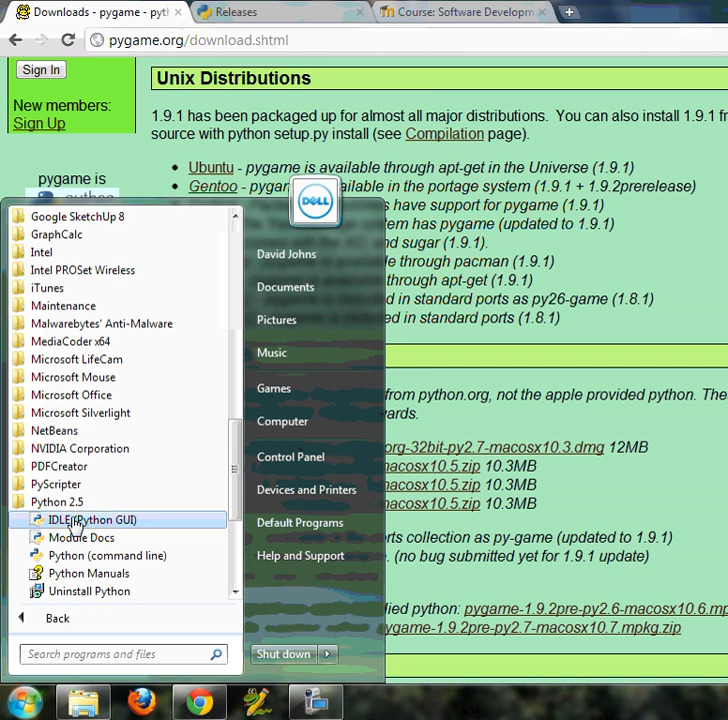 Downloads - pygame - pyth
Releases
Course: Software Developm
pygame.org/download.shtml
Sign In
New members:
Sign Up
pygame is
Unix Distributions
1.9.1 has been packaged up for almost all major distributions. You can also install 1.9.1 fr
source with python setup.py install (see Compilation page).
Ubuntu - pygame is available through apt-get in the Universe (1.9.1)
Gentoo - pygame available in the portage system (1.9.1 + 1.9.2prerelease)
s have support for pygame (1.9.1)
system has pygame (updated to 1.9.1)
and sugar (1.9.1).
available through pacman (1.9.1)
available through apt-get (1.9.1)
included in standard ports as py26-game (1.8.1)
included in standard ports (1.8.1)
from python.org, not the apple provided python. The
wards.
org-32bit-py2.7-macosx10.3.dmg 12MB
macosx10.5.zip 10.3MB
macosx10.5.zip 10.3MB
macosx10.5.zip 10.3MB
rts collection as py-game (updated to 1.9.1)
. (no bug submitted yet for 1.9.1 update)
lied python: pygame-1.9.2pre-py2.6-macosx10.6.mp
ygame-1.9.2pre-py2.7-macosx10.7.mpkg.zip
Google SketchUp 8
GraphCalc
Intel
Intel PROSet Wireless
iTunes
Maintenance
Malwarebytes' Anti-Malware
MediaCoder x64
Microsoft LifeCam
Microsoft Mouse
Microsoft Office
Microsoft Silverlight
NetBeans
NVIDIA Corporation
PDFCreator
PyScripter
Python 2.5
IDLE (Python GUI)
Module Docs
Python (command line)
Python Manuals
Uninstall Python
Back
Search programs and files
DELL
David Johns
Documents
Pictures
Music
Games
Computer
Control Panel
Devices and Printers
Default Programs
Help and Support
Shut down